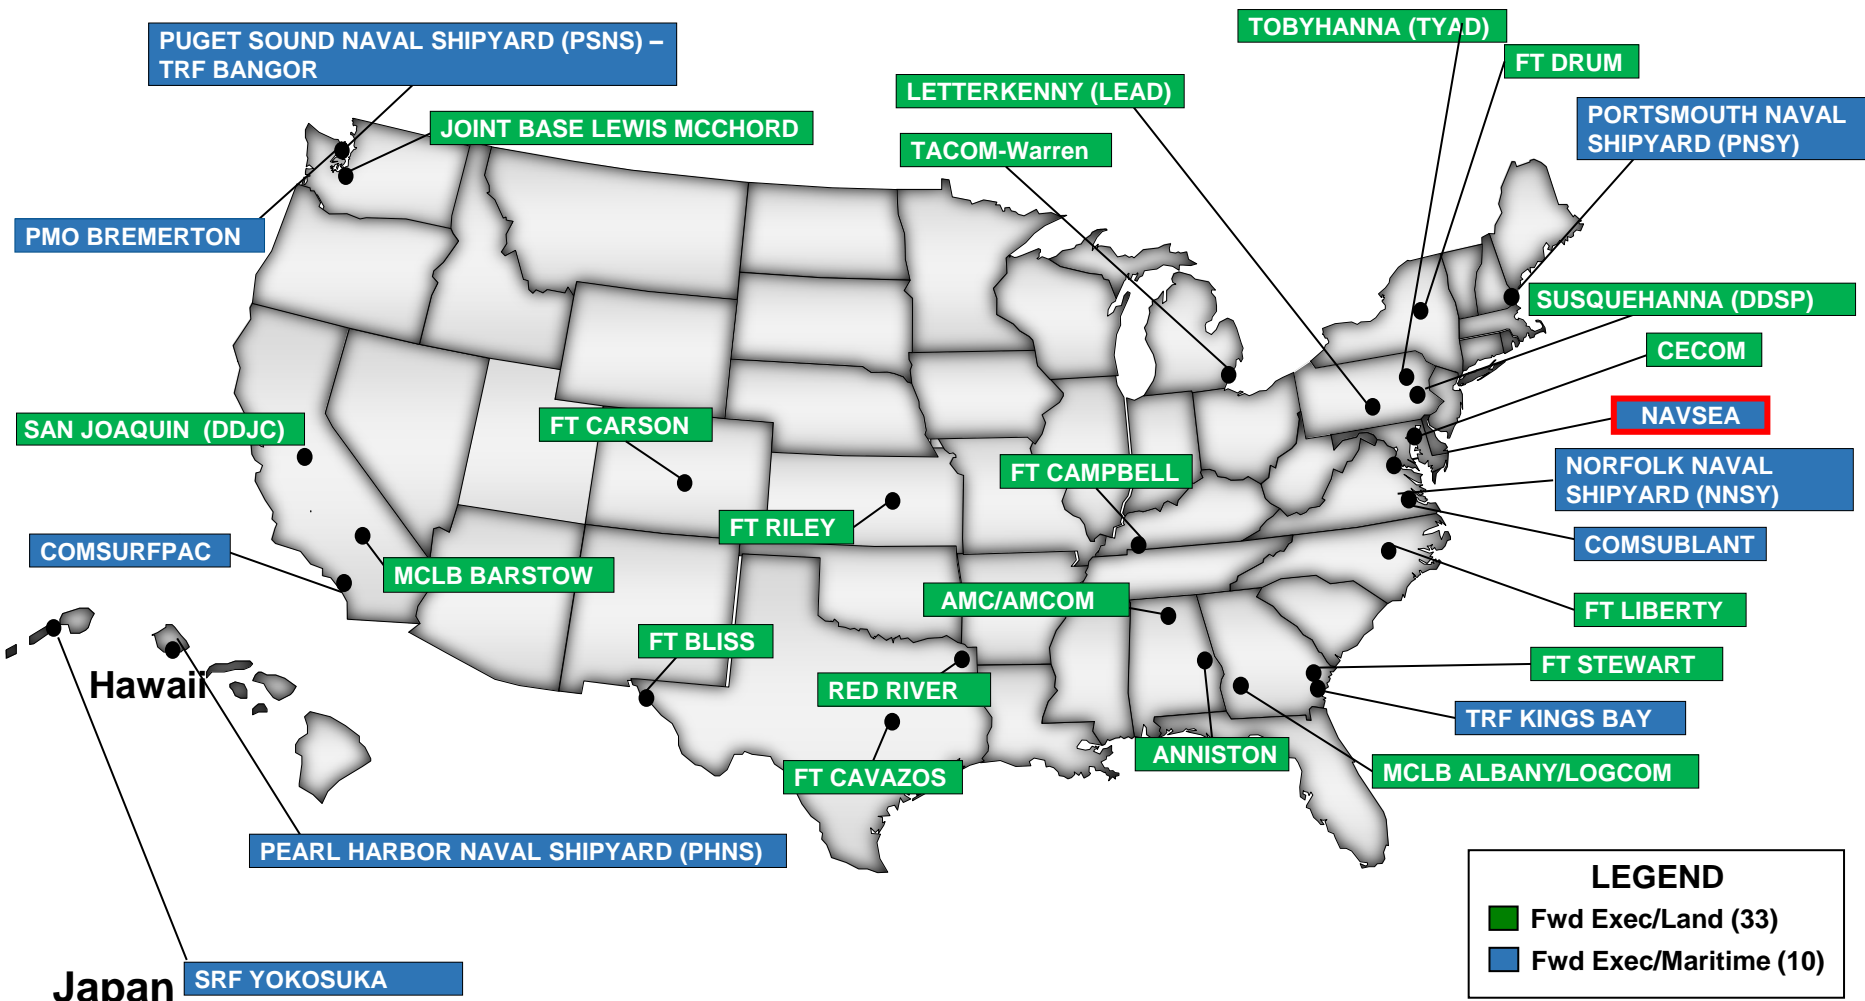 TOBYHANNA (TYAD)
PUGET SOUND NAVAL SHIPYARD (PSNS) –
TRF BANGOR
FT DRUM
LETTERKENNY (LEAD)
PORTSMOUTH NAVAL
SHIPYARD (PNSY)
JOINT BASE LEWIS MCCHORD
TACOM-Warren
PMO BREMERTON
SUSQUEHANNA (DDSP)
CECOM
NAVSEA
FT CARSON
SAN JOAQUIN (DDJC)
FT CAMPBELL
NORFOLK NAVAL
SHIPYARD (NNSY)
FT RILEY
COMSURFPAC
COMSUBLANT
MCLB BARSTOW
AMC/AMCOM
FT LIBERTY
FT BLISS
FT STEWART
Hawaii
RED RIVER
TRF KINGS BAY
ANNISTON
FT CAVAZOS
MCLB ALBANY/LOGCOM
PEARL HARBOR NAVAL SHIPYARD (PHNS)
LEGEND
Fwd Exec/Land (33)
Fwd Exec/Maritime (10)
SRF YOKOSUKA
Japan